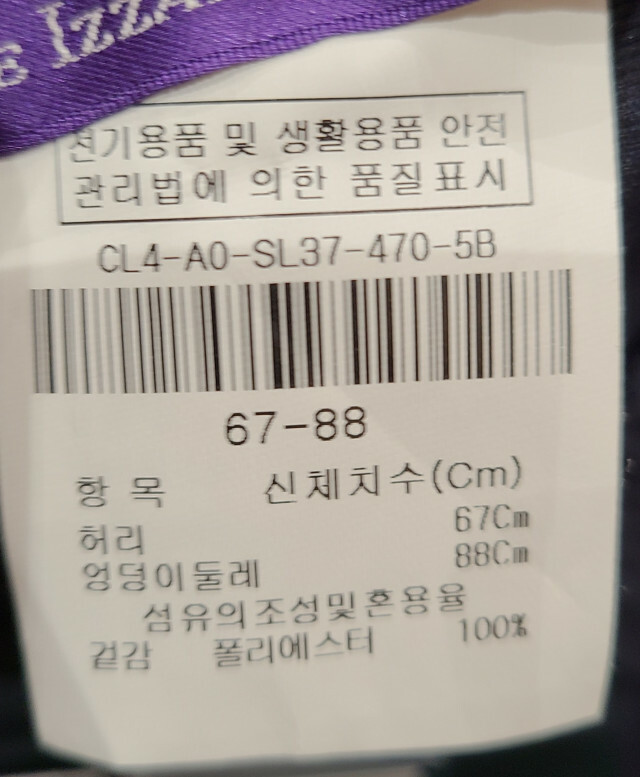 전기용품 및 생활용품 안전
관리법에 의한 품질표시
CL4-A0-SL37-470-5B
67-88
항 목 신체치수(Cm)
허리 67Cm
엉덩이둘레 88Cm
섬유의조성및혼용율
겉감 폴리에스터 100%